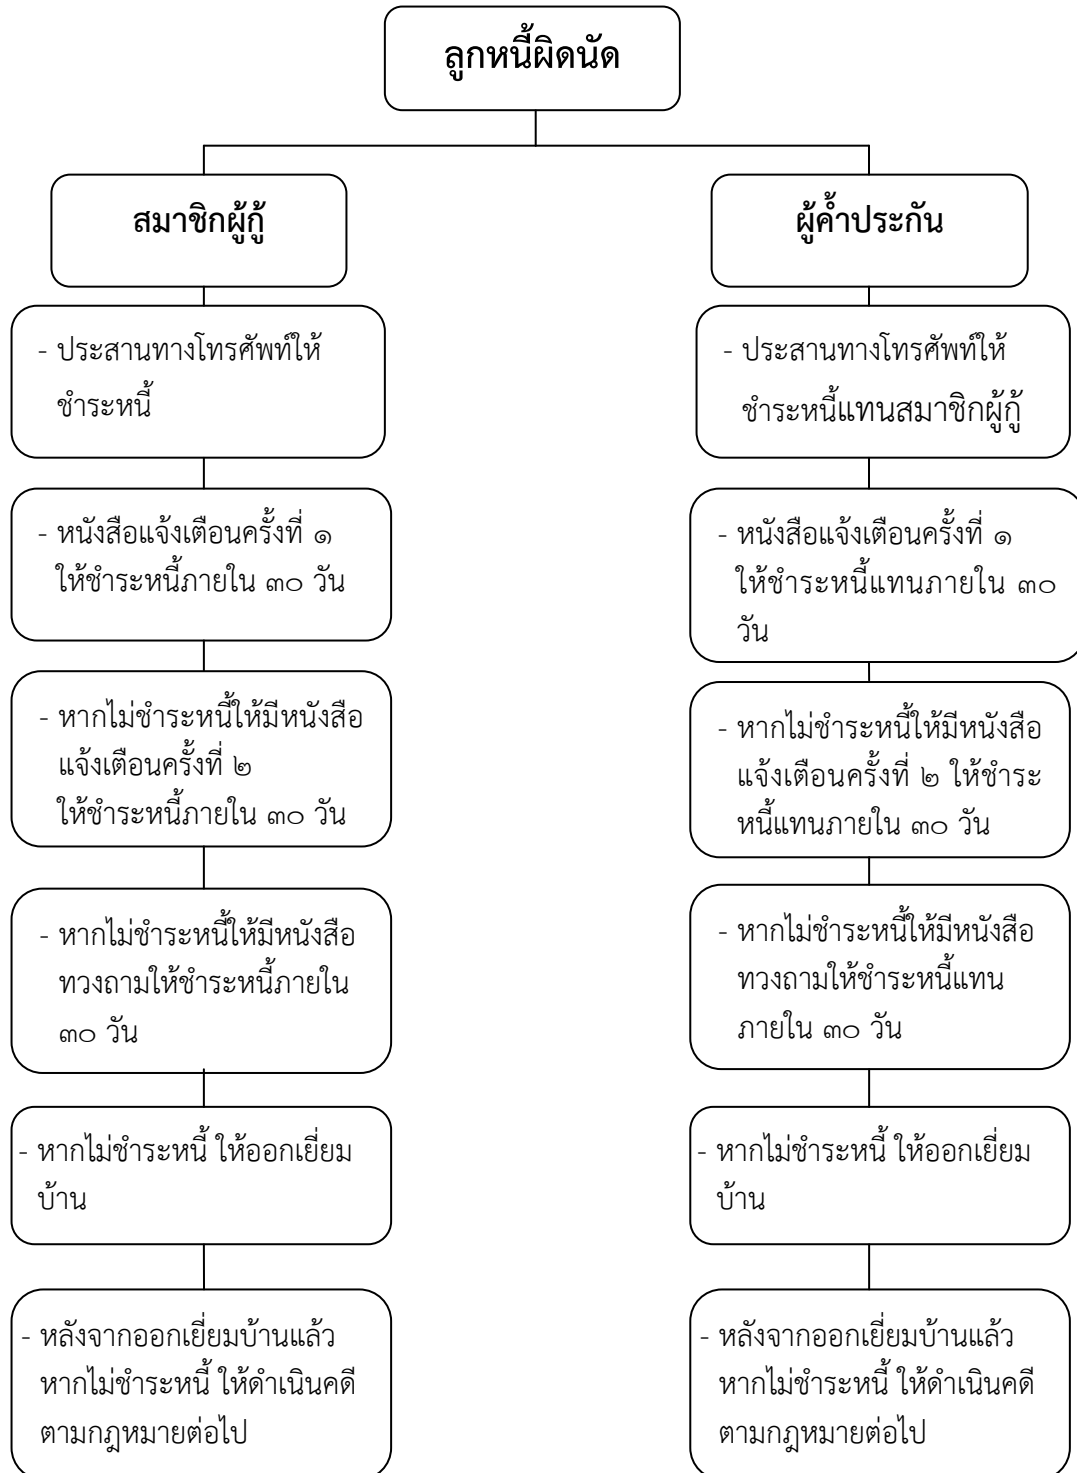 ลูกหนี้ผิดนัด
สมาชิกผู้กู้
- ประสานทางโทรศัพท์ให้
ชำระหนี้
- หนังสือแจ้งเตือนครั้งที่ ๑
ให้ชำระหนี้ภายใน ๓๐ วัน
- หากไม่ชำระหนี้ให้มีหนังสือ
แจ้งเตือนครั้งที่ ๒
ให้ชำระหนี้ภายใน ๓๐ วัน
- หากไม่ชำระหนี้ให้มีหนังสือ
ทวงถามให้ชำระหนี้ภายใน
๓๐ วัน
- หากไม่ชำระหนี้ ให้ออกเยี่ยม
บ้าน
- หลังจากออกเยี่ยมบ้านแล้ว
หากไม่ชำระหนี้ ให้ดำเนินคดี
ตามกฎหมายต่อไป
ผู้ค้ำประกัน
- ประสานทางโทรศัพท์ให้
ชำระหนี้แทนสมาชิกผู้กู้
- หนังสือแจ้งเตือนครั้งที่ ๑
ให้ชำระหนี้แทนภายใน ๓๐
วัน
- หากไม่ชำระหนี้ให้มีหนังสือ
แจ้งเตือนครั้งที่ ๒ ให้ชำระ
หนี้แทนภายใน ๓๐ วัน
- หากไม่ชำระหนี้ให้มีหนังสือ
ทวงถามให้ชำระหนี้แทน
ภายใน ๓๐ วัน
- หากไม่ชำระหนี้ ให้ออกเยี่ยม
บ้าน
- หลังจากออกเยี่ยมบ้านแล้ว
หากไม่ชำระหนี้ ให้ดำเนินคดี
ตามกฎหมายต่อไป